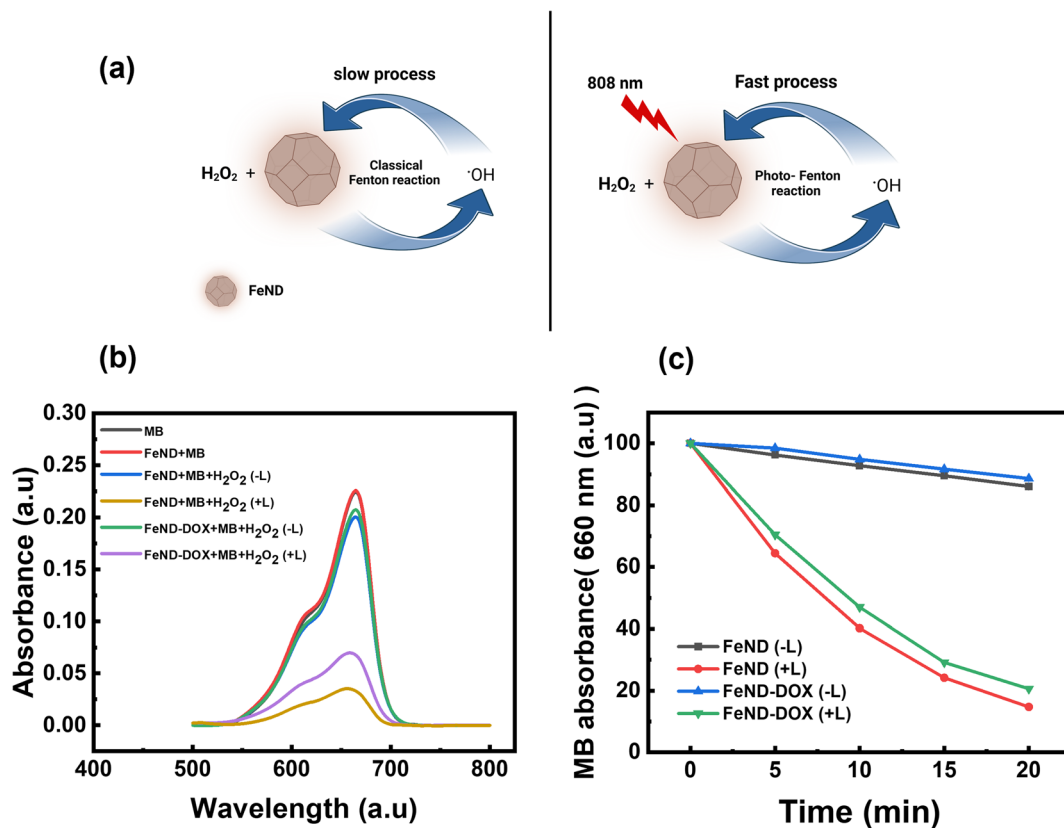 (a)
slow process
H₂O₂ +
Classical
Fenton reaction
·OH
FeND
808 nm
Fast process
H₂O₂ +
Photo- Fenton
reaction
·OH
(b)
0.30
0.25
0.20
0.15
0.10
0.05
0.00
Absorbance (a.u)
MB
FeND+MB
FeND+MB+H₂O₂ (-L)
FeND+MB+H₂O₂ (+L)
FeND-DOX+MB+H₂O₂ (-L)
FeND-DOX+MB+H₂O₂ (+L)
400 500 600 700 800
Wavelength (a.u)
(c)
MB absorbance( 660 nm (a.u) )
100
80
60
40
20
0
FeND (-L)
FeND (+L)
FeND-DOX (-L)
FeND-DOX (+L)
0 5 10 15 20
Time (min)